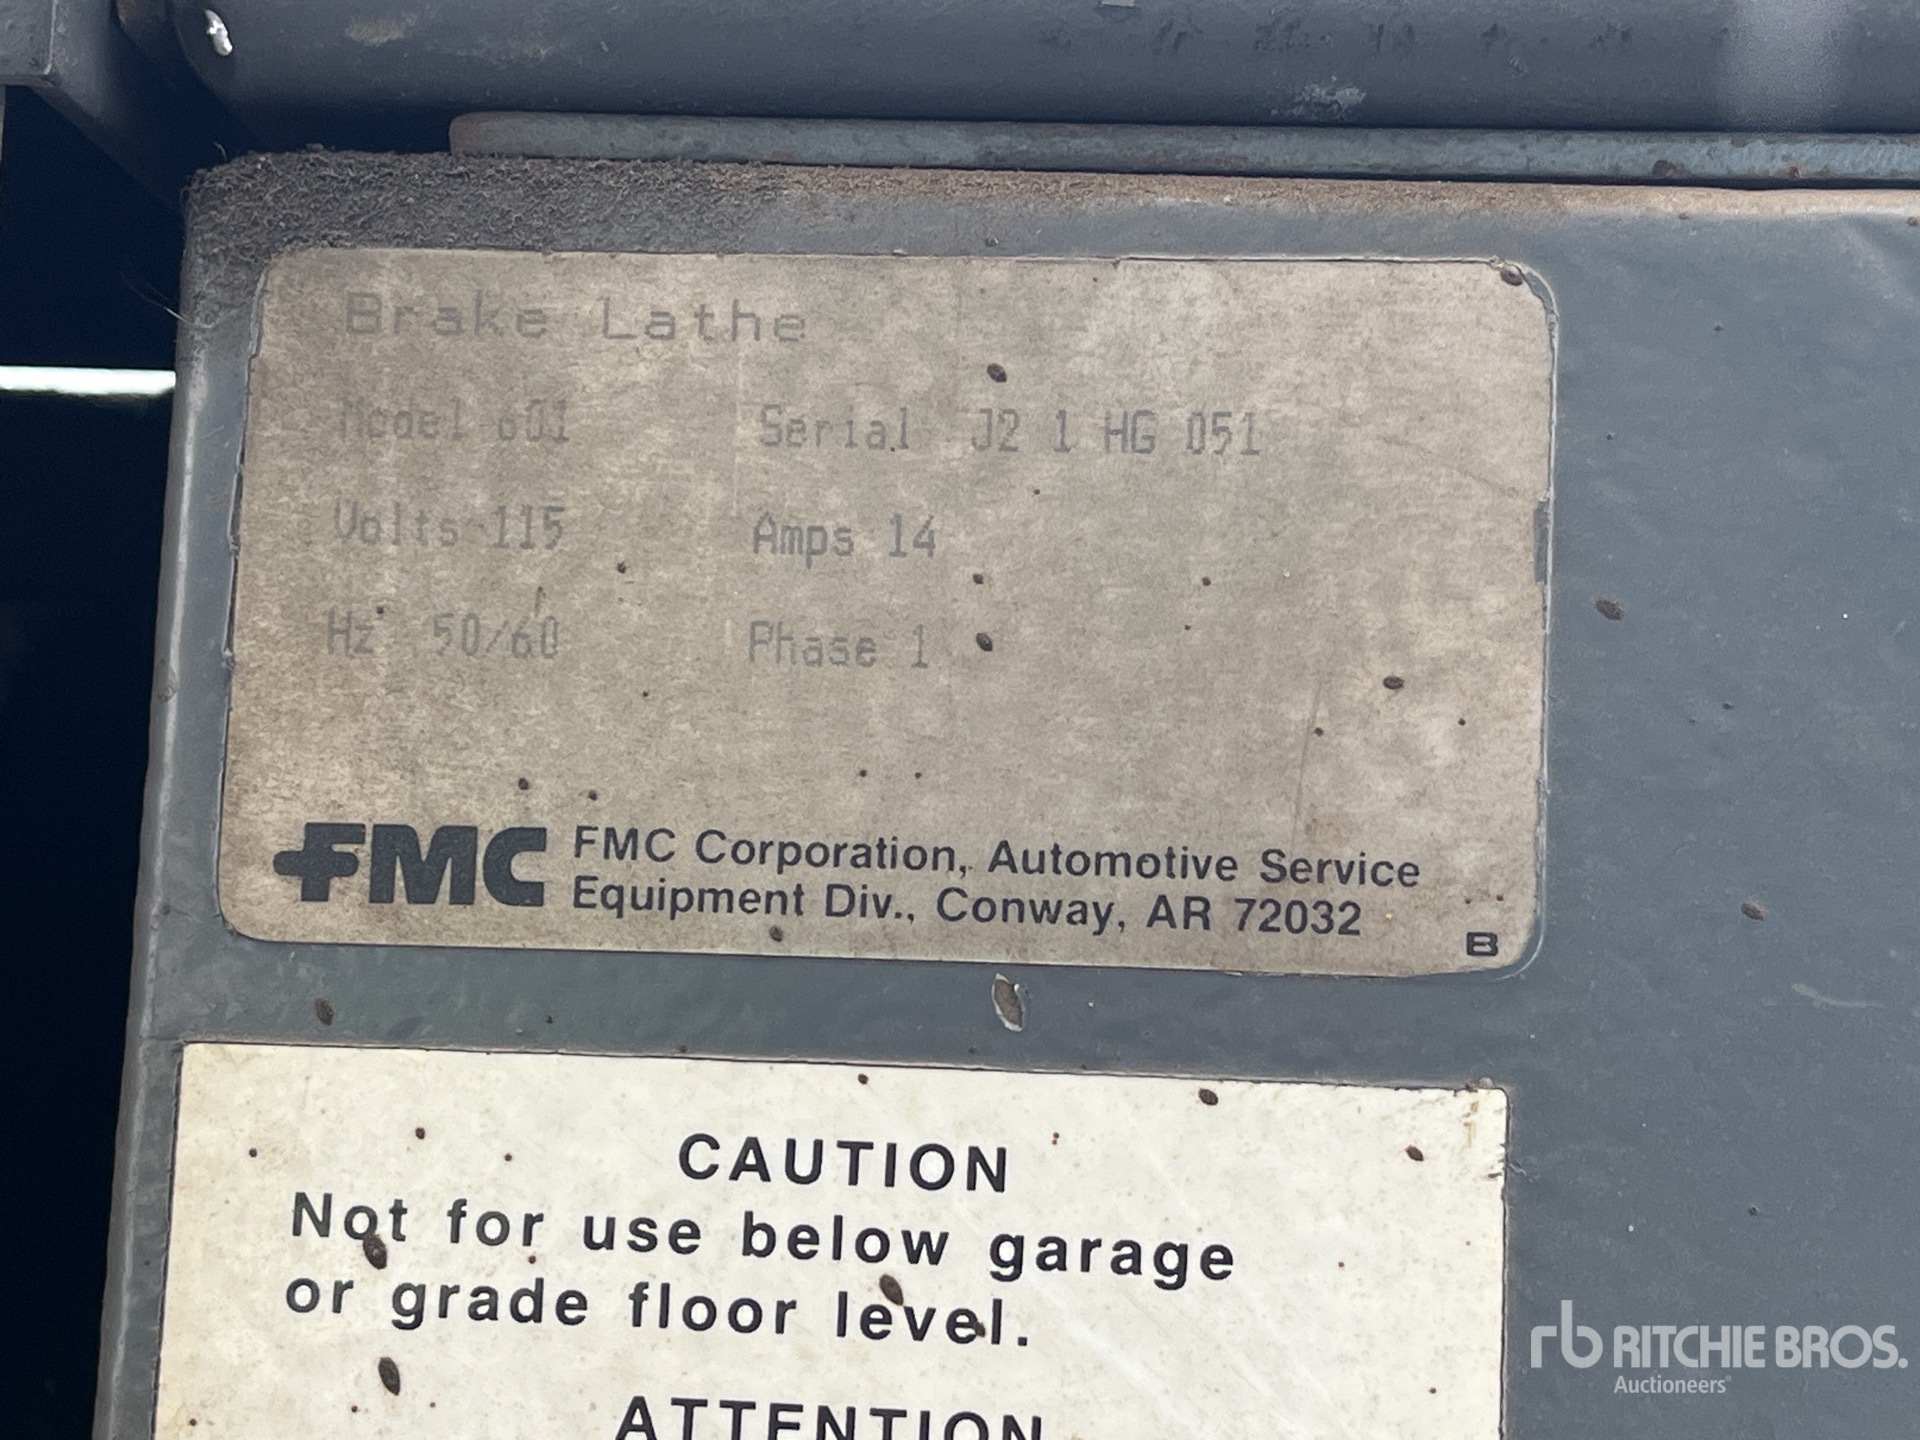 Brake Lathe
Model 601 Serial J2 1 HG 051
Volts 115 Amps 14
Hz 50/60 Phase 1
FMC FMC Corporation, Automotive Service
Equipment Div., Conway, AR 72032
B
CAUTION
Not for use below garage
or grade floor level.
ATTENTION
rb RITCHIE BROS.
Auctioneers